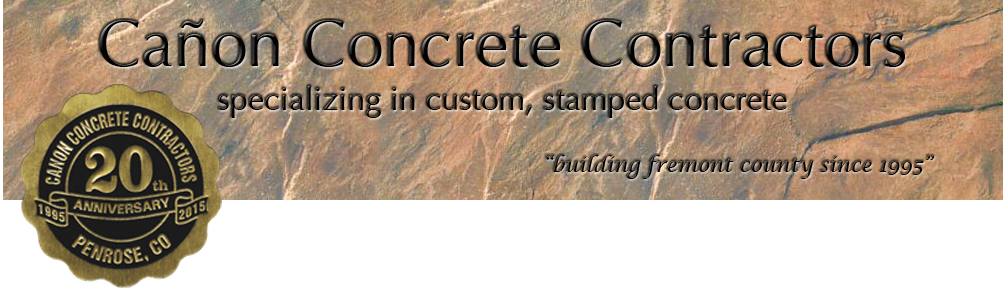 Cañon Concrete Contractors
specializing in custom, stamped concrete
"building fremont county since 1995"
CANON CONCRETE CONTRACTORS
20th
ANNIVERSARY
1995 2015
PENROSE, CO